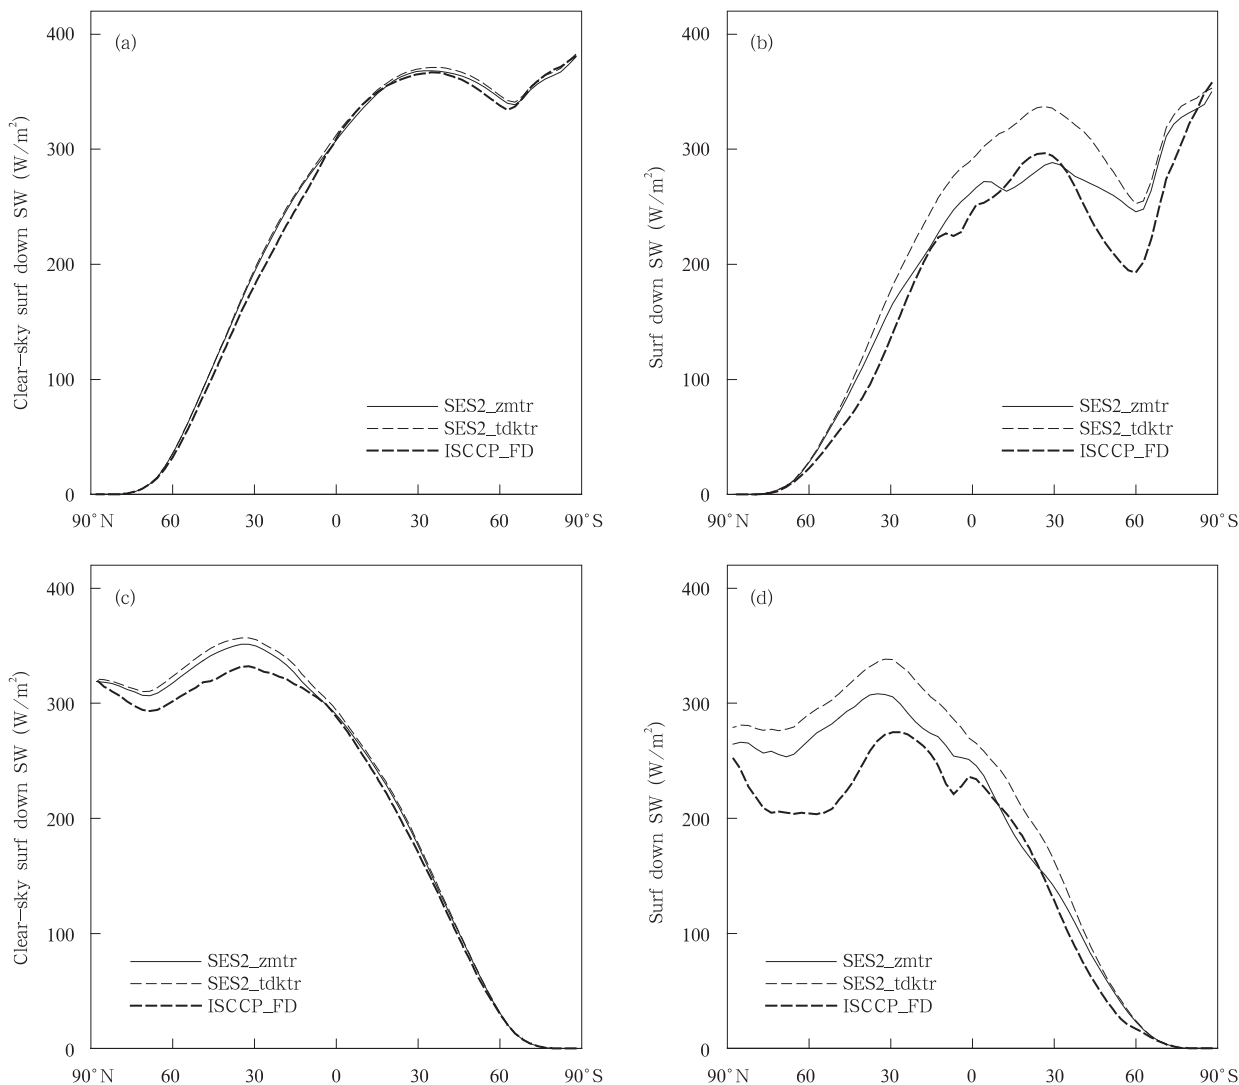 (a)
Clear−sky surf down SW (W/m²)
400
300
200
100
0
SES2_zmtr
SES2_tdktr
ISCCP_FD
90°N 60 30 0 30 60 90°S
(b)
Surf down SW (W/m²)
400
300
200
100
0
SES2_zmtr
SES2_tdktr
ISCCP_FD
90°N 60 30 0 30 60 90°S
(c)
Clear−sky surf down SW (W/m²)
400
300
200
100
0
SES2_zmtr
SES2_tdktr
ISCCP_FD
90°N 60 30 0 30 60 90°S
(d)
Surf down SW (W/m²)
400
300
200
100
0
SES2_zmtr
SES2_tdktr
ISCCP_FD
90°N 60 30 0 30 60 90°S